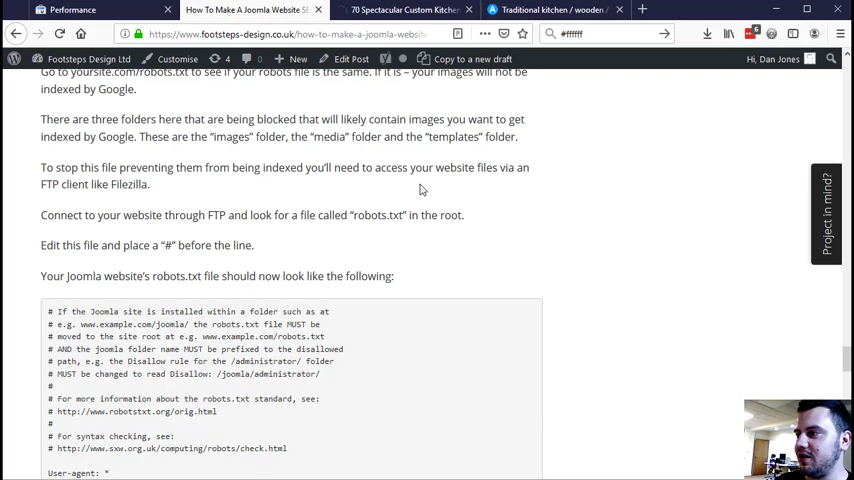 Performance
How To Make A Joomla Website SE
70 Spectacular Custom Kitchen
Traditional kitchen / wooden /
https://www.footsteps-design.co.uk/how-to-make-a-joomla-website
#ffffff
6
Footsteps Design Ltd
Customise
4
0
New
Edit Post
Copy to a new draft
Hi, Dan Jones
Go to yoursite.com/robots.txt to see if your robots file is the same. If it is – your images will not be
indexed by Google.
There are three folders here that are being blocked that will likely contain images you want to get
indexed by Google. These are the “images” folder, the “media” folder and the “templates” folder.
To stop this file preventing them from being indexed you’ll need to access your website files via an
FTP client like Filezilla.
Connect to your website through FTP and look for a file called “robots.txt” in the root.
Edit this file and place a “#” before the line.
Your Joomla website’s robots.txt file should now look like the following:
# If the Joomla site is installed within a folder such as at
# e.g. www.example.com/joomla/ the robots.txt file MUST be
# moved to the site root at e.g. www.example.com/robots.txt
# AND the joomla folder name MUST be prefixed to the disallowed
# path, e.g. the Disallow rule for the /administrator/ folder
# MUST be changed to read Disallow: /joomla/administrator/
#
# For more information about the robots.txt standard, see:
# http://www.robotstxt.org/orig.html
#
# For syntax checking, see:
# http://www.sxw.org.uk/computing/robots/check.html
User-agent: *
Project in mind?